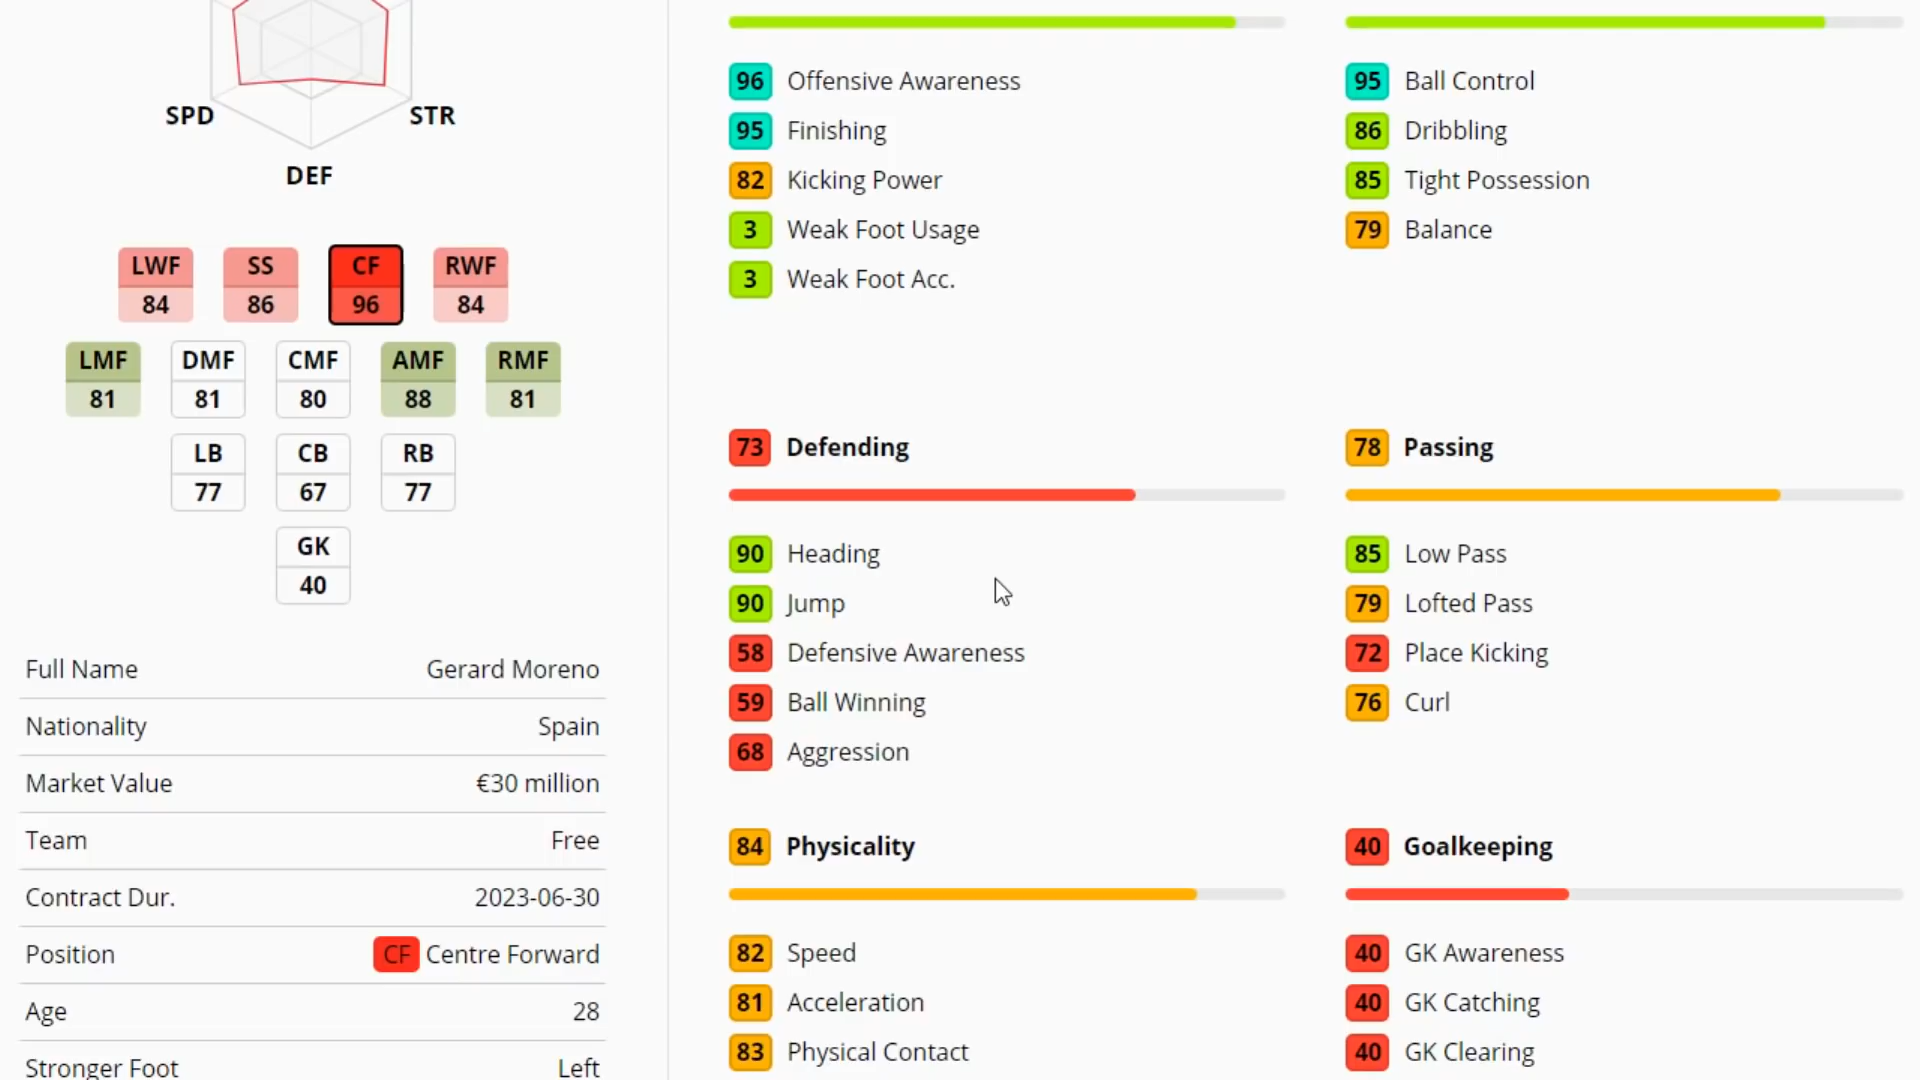 SPD
STR
DEF
LWF
SS
CF
RWF
84
86
96
84
LMF
DMF
CMF
AMF
RMF
81
81
80
88
81
LB
CB
RB
77
67
77
GK
40
Full Name Gerard Moreno
Nationality Spain
Market Value €30 million
Team Free
Contract Dur. 2023-06-30
Position CF Centre Forward
Age 28
Stronger Foot Left
96 Offensive Awareness
95 Finishing
82 Kicking Power
3 Weak Foot Usage
3 Weak Foot Acc.
95 Ball Control
86 Dribbling
85 Tight Possession
79 Balance
73 Defending
90 Heading
90 Jump
58 Defensive Awareness
59 Ball Winning
68 Aggression
78 Passing
85 Low Pass
79 Lofted Pass
72 Place Kicking
76 Curl
84 Physicality
82 Speed
81 Acceleration
83 Physical Contact
40 Goalkeeping
40 GK Awareness
40 GK Catching
40 GK Clearing